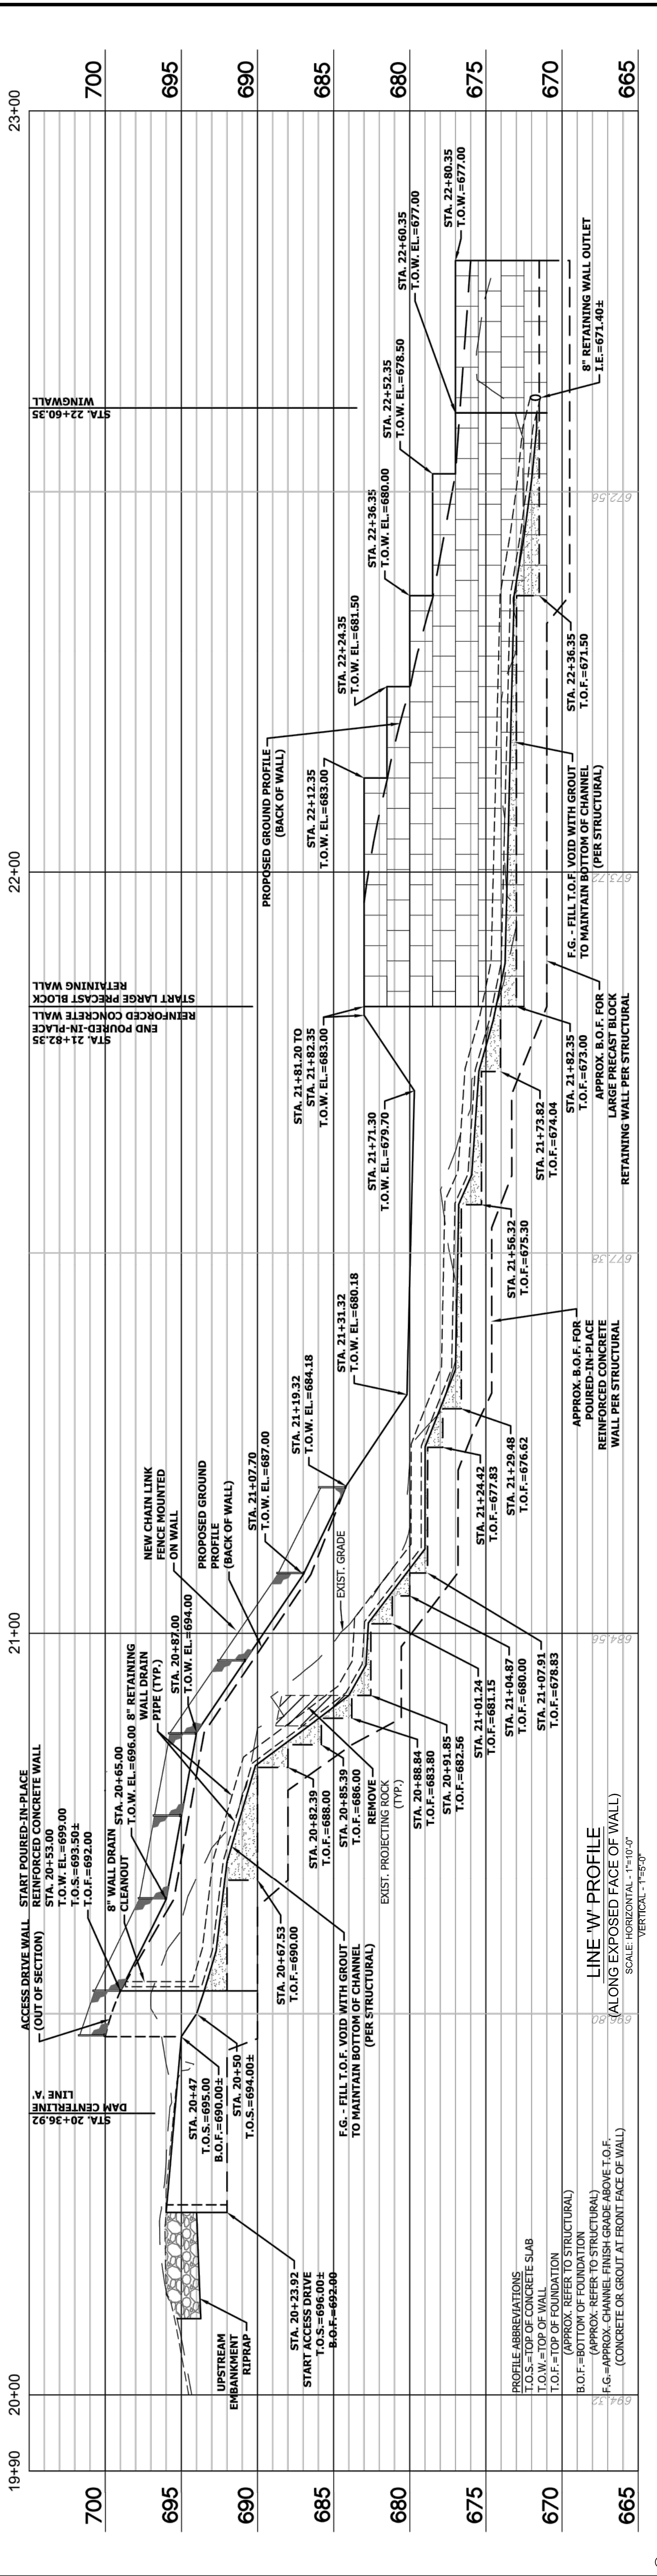 19+90
20+00
21+00
22+00
23+00
700
695
690
685
680
675
670
665
700
695
690
685
680
675
670
665
STA. 20+36.92
DAM CENTERLINE
LINE 'A'
ACCESS DRIVE WALL
(OUT OF SECTION)
START POURED-IN-PLACE
REINFORCED CONCRETE WALL
STA. 20+53.00
T.O.W. EL.=699.00
T.O.S.=693.50±
T.O.F.=692.00
8" WALL DRAIN
CLEANOUT
STA. 20+65.00
T.O.W. EL.=696.00
8" RETAINING
WALL DRAIN
PIPE (TYP.)
STA. 20+87.00
T.O.W. EL.=694.00
NEW CHAIN LINK
FENCE MOUNTED
ON WALL
PROPOSED GROUND
PROFILE
(BACK OF WALL)
STA. 21+07.70
T.O.W. EL.=687.00
STA. 21+19.32
T.O.W. EL.=684.18
STA. 21+31.32
T.O.W. EL.=680.18
EXIST. GRADE
STA. 21+71.30
T.O.W. EL.=679.70
STA. 21+81.20 TO
STA. 21+82.35
T.O.W. EL.=683.00
STA. 21+82.35
END POURED-IN-PLACE
REINFORCED CONCRETE WALL
START LARGE PRECAST BLOCK
RETAINING WALL
PROPOSED GROUND PROFILE
(BACK OF WALL)
STA. 22+12.35
T.O.W. EL.=683.00
STA. 22+24.35
T.O.W. EL.=681.50
STA. 22+36.35
T.O.W. EL.=680.00
STA. 22+52.35
T.O.W. EL.=678.50
STA. 22+60.35
WINGWALL
STA. 22+60.35
T.O.W. EL.=677.00
STA. 22+80.35
T.O.W.=677.00
UPSTREAM
EMBANKMENT
RIPRAP
STA. 20+23.92
START ACCESS DRIVE
T.O.S.=696.00±
B.O.F=692.00
STA. 20+47
T.O.S.=695.00
B.O.F=690.00±
STA. 20+50
T.O.S.=694.00±
F.G. - FILL T.O.F. VOID WITH GROUT
TO MAINTAIN BOTTOM OF CHANNEL
(PER STRUCTURAL)
STA. 20+67.53
T.O.F.=690.00
STA. 20+82.39
T.O.F.=688.00
STA. 20+85.39
T.O.F.=686.00
REMOVE
EXIST. PROJECTING ROCK
(TYP.)
STA. 20+88.84
T.O.F.=683.80
STA. 20+91.85
T.O.F.=682.56
STA. 21+01.24
T.O.F.=681.15
STA. 21+04.87
T.O.F.=680.00
STA. 21+07.91
T.O.F.=678.83
STA. 21+24.42
T.O.F.=677.83
STA. 21+29.48
T.O.F.=676.62
APPROX. B.O.F. FOR
POURED-IN-PLACE
REINFORCED CONCRETE
WALL PER STRUCTURAL
STA. 21+56.32
T.O.F.=675.30
STA. 21+73.82
T.O.F.=674.04
STA. 21+82.35
T.O.F.=673.00
APPROX. B.O.F. FOR
LARGE PRECAST BLOCK
RETAINING WALL PER STRUCTURAL
F.G. - FILL T.O.F. VOID WITH GROUT
TO MAINTAIN BOTTOM OF CHANNEL
(PER STRUCTURAL)
STA. 22+36.35
T.O.F.=671.50
8" RETAINING WALL OUTLET
I.E.=671.40±
694.32
684.56
677.38
673.72
672.56
PROFILE ABBREVIATIONS
T.O.S.=TOP OF CONCRETE SLAB
T.O.W.=TOP OF WALL
T.O.F.=TOP OF FOUNDATION
(APPROX. REFER TO STRUCTURAL)
B.O.F.=BOTTOM OF FOUNDATION
(APPROX. REFER TO STRUCTURAL)
F.G.=APPROX. CHANNEL FINISH GRADE ABOVE T.O.F.
(CONCRETE OR GROUT AT FRONT FACE OF WALL)
LINE 'W' PROFILE
(ALONG EXPOSED FACE OF WALL)
SCALE: HORIZONTAL - 1"=10'-0"
VERTICAL - 1"=5'-0"